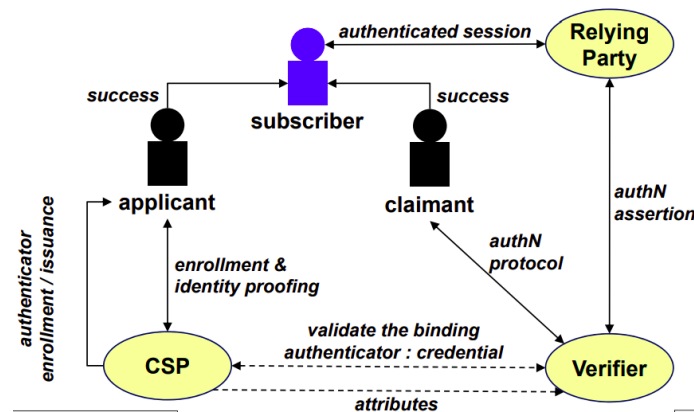 authenticated session
Relying
Party
success
subscriber
success
applicant
claimant
authN
assertion
authenticator
enrollment / issuance
enrollment &
identity proofing
authN
protocol
validate the binding
authenticator : credential
CSP
Verifier
attributes